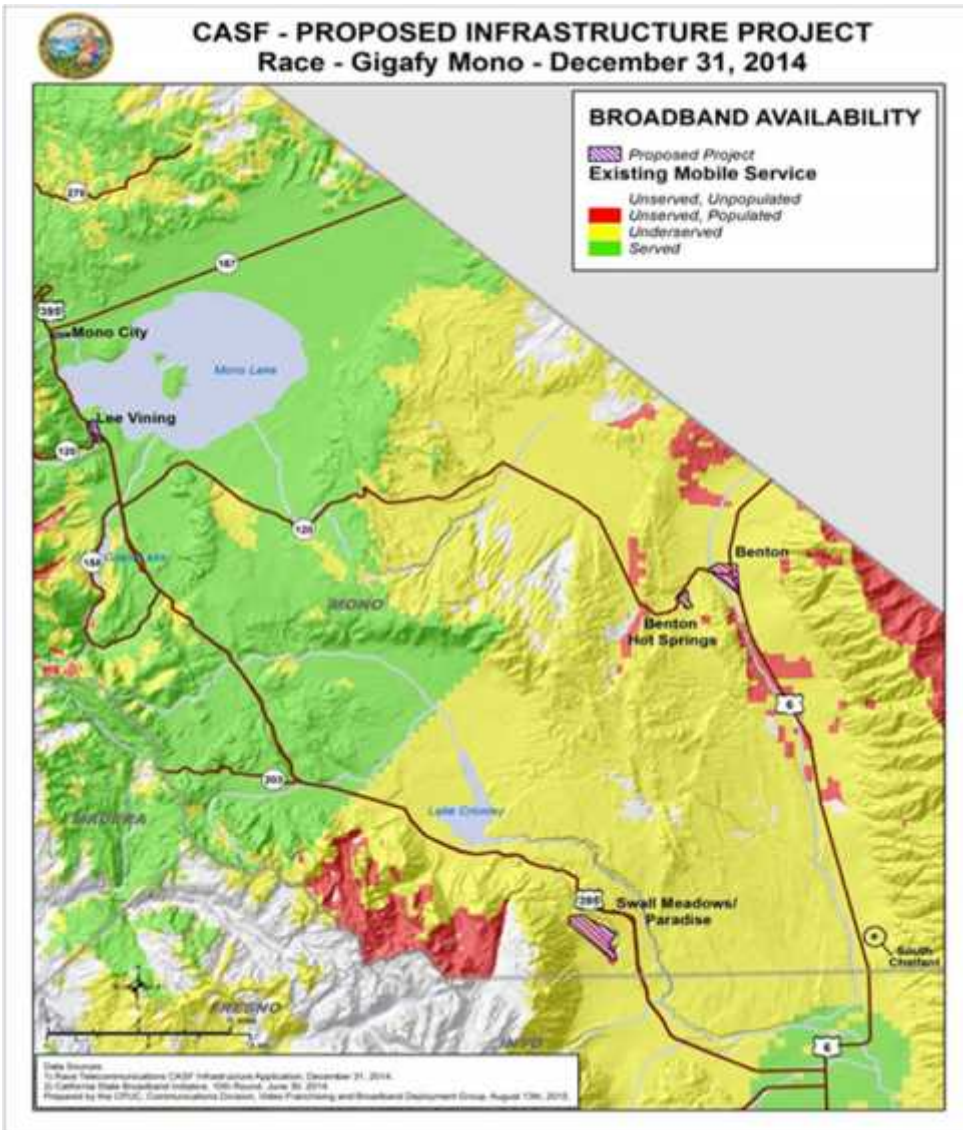 CASF - PROPOSED INFRASTRUCTURE PROJECT
Race - Gigafy Mono - December 31, 2014
BROADBAND AVAILABILITY
Proposed Project
Existing Mobile Service
Unserved, Unpopulated
Unserved, Populated
Underserved
Served
270
167
395
Mono City
Mono Lake
Lee Vining
120
120
158
MONO
Benton
Benton
Hot Springs
6
203
MADERA
Lake Crowley
395
Swall Meadows/
Paradise
South
Chalfant
FRESNO
INYO
6
Data Sources:
1) Race Telecommunications CASF Infrastructure Application, December 31, 2014.
2) California State Broadband Initiative, 10th Round, June 30, 2014
Prepared by the CPUC, Communications Division, Video Franchising and Broadband Deployment Group, August 13th, 2015.